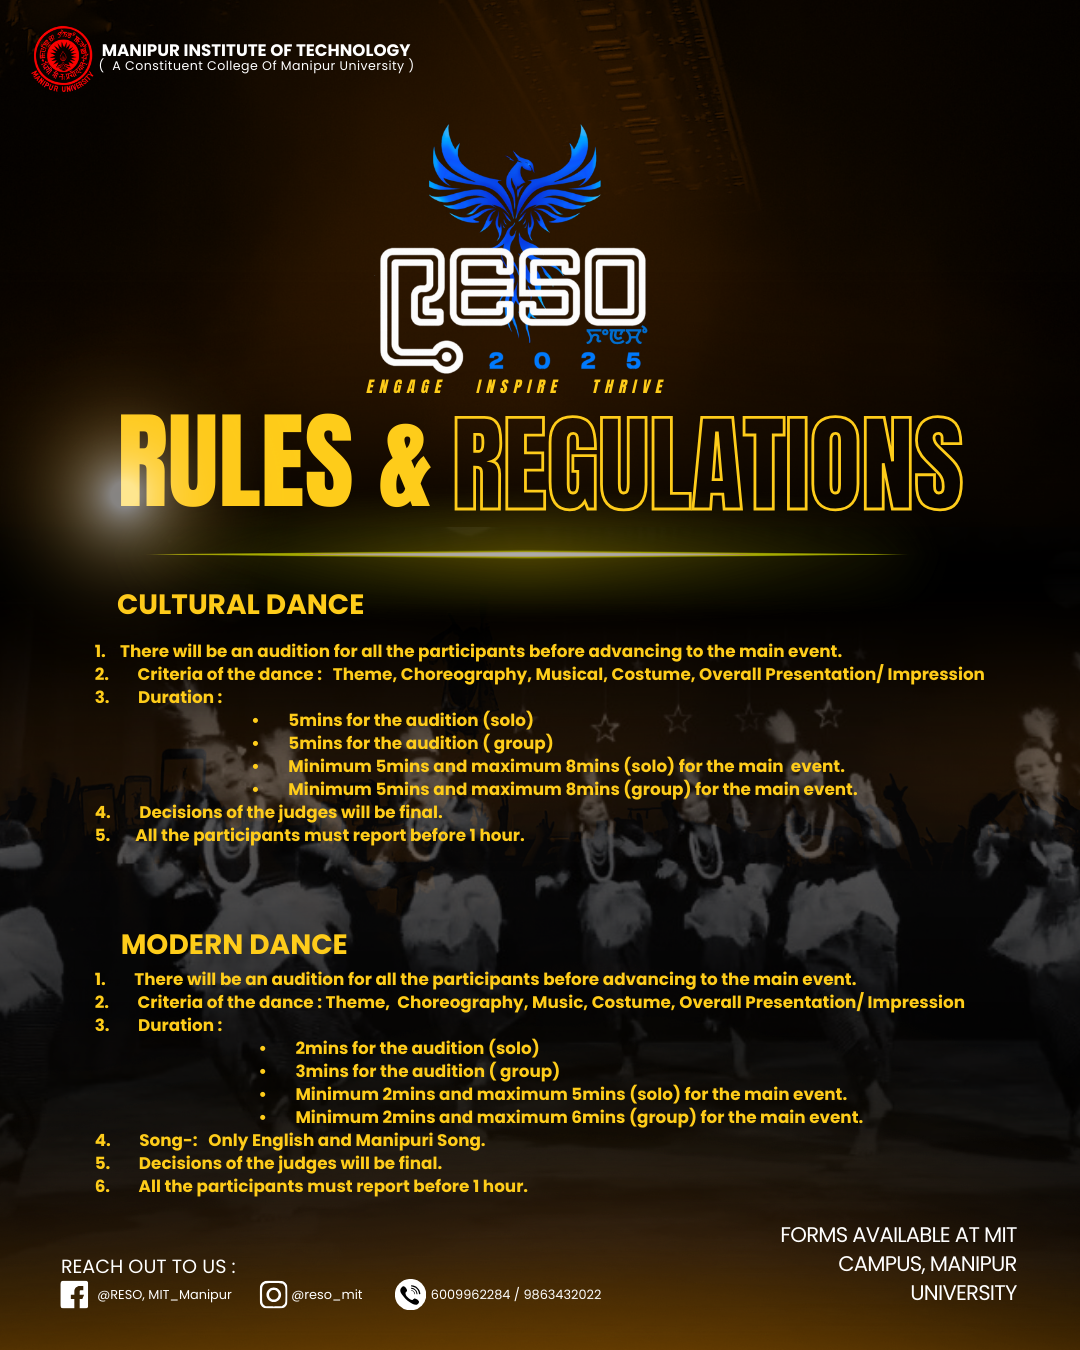 MANIPUR INSTITUTE OF TECHNOLOGY
( A Constituent College Of Manipur University )
MANIPUR UNIVERSITY
RESO
2 0 2 5
ENGAGE INSPIRE THRIVE
RULES & REGULATIONS
CULTURAL DANCE
1. There will be an audition for all the participants before advancing to the main event.
2. Criteria of the dance : Theme, Choreography, Musical, Costume, Overall Presentation/ Impression
3. Duration :
• 5mins for the audition (solo)
• 5mins for the audition ( group)
• Minimum 5mins and maximum 8mins (solo) for the main event.
• Minimum 5mins and maximum 8mins (group) for the main event.
4. Decisions of the judges will be final.
5. All the participants must report before 1 hour.
MODERN DANCE
1. There will be an audition for all the participants before advancing to the main event.
2. Criteria of the dance : Theme, Choreography, Music, Costume, Overall Presentation/ Impression
3. Duration :
• 2mins for the audition (solo)
• 3mins for the audition ( group)
• Minimum 2mins and maximum 5mins (solo) for the main event.
• Minimum 2mins and maximum 6mins (group) for the main event.
4. Song-: Only English and Manipuri Song.
5. Decisions of the judges will be final.
6. All the participants must report before 1 hour.
FORMS AVAILABLE AT MIT
CAMPUS, MANIPUR
UNIVERSITY
REACH OUT TO US :
@RESO, MIT_Manipur @reso_mit 6009962284 / 9863432022